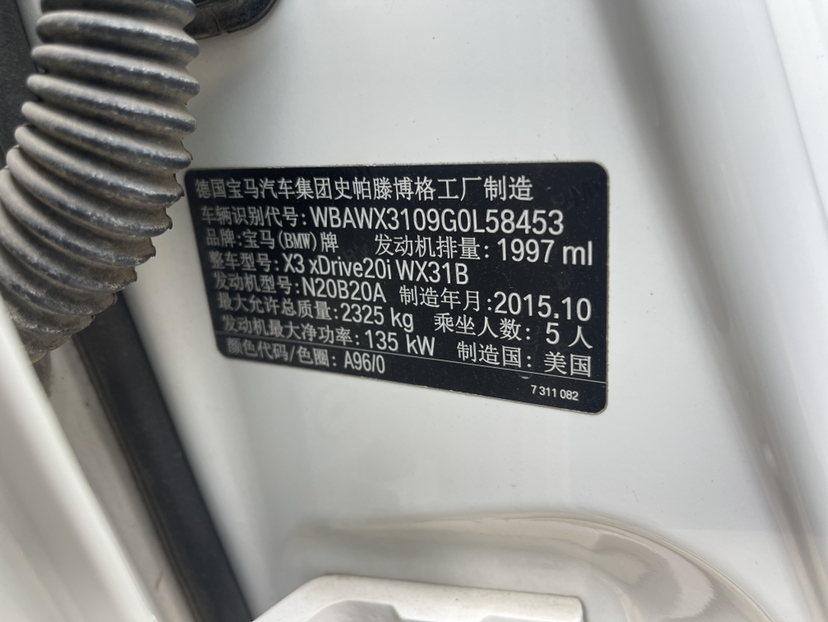 德国宝马汽车集团史帕滕博格工厂制造
车辆识别代号: WBAWX3109G0L58453
品牌: 宝马(BMW)牌 发动机排量: 1997 ml
整车型号: X3 xDrive20i WX31B
发动机型号: N20B20A 制造年月: 2015.10
最大允许总质量: 2325 kg 乘坐人数: 5 人
发动机最大净功率: 135 kW 制造国: 美国
颜色代码/色圈: A96/0
7 311 082